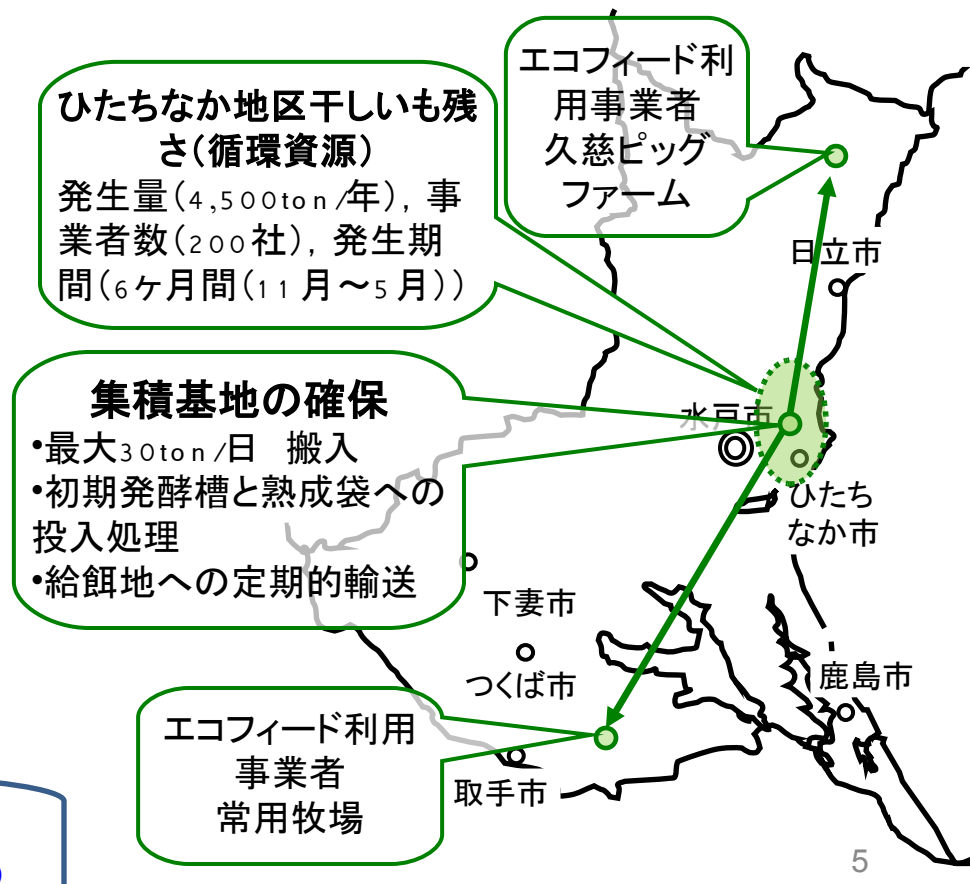 エコフィード利
用事業者
久慈ピッグ
ファーム
ひたちなか地区干しいも残
さ(循環資源)
発生量(4,500ton/年), 事
業者数(200社), 発生期
間(6ヶ月間(11月～5月))
日立市
集積基地の確保
•最大30ton/日 搬入
•初期発酵槽と熟成袋への
投入処理
•給餌地への定期的輸送
水戸市
ひたち
なか市
下妻市
つくば市
鹿島市
エコフィード利用
事業者
常用牧場
取手市
5